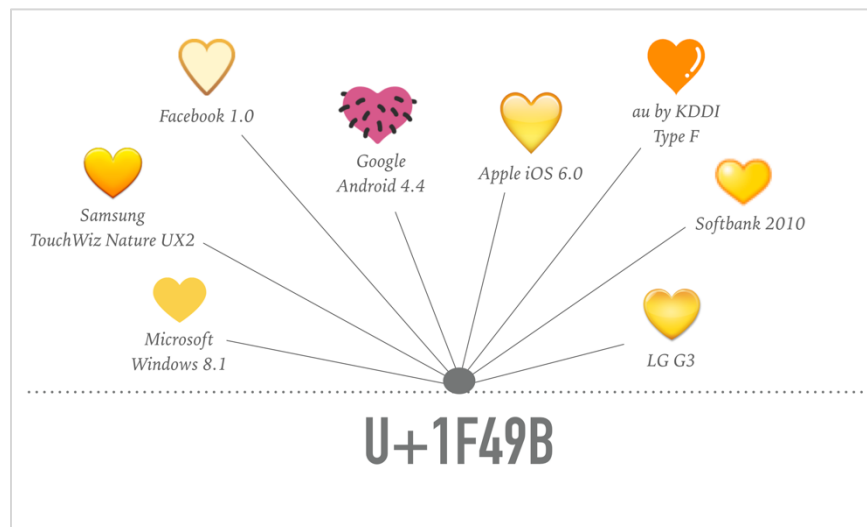 Facebook 1.0
Google
Android 4.4
Apple iOS 6.0
au by KDDI
Type F
Samsung
TouchWiz Nature UX2
Softbank 2010
Microsoft
Windows 8.1
LG G3
U+1F49B